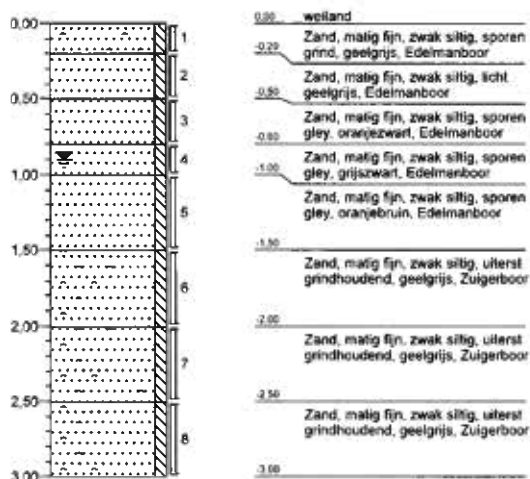 0,00
1
2
0,50
3
4
1,00
5
1,50
6
2,00
7
2,50
8
3,00
0,00 weiland
Zand, matig fijn, zwak siltig, sporen
-0,20 grind, geelgrijs, Edelmanboor
Zand, matig fijn, zwak siltig, licht
-0,50 geelgrijs, Edelmanboor
Zand, matig fijn, zwak siltig, sporen
-0,80 gley, oranjezwart, Edelmanboor
Zand, matig fijn, zwak siltig, sporen
-1,00 gley, grijszwart, Edelmanboor
Zand, matig fijn, zwak siltig, sporen
gley, oranjebruin, Edelmanboor
-1,50
Zand, matig fijn, zwak siltig, uiterst
grindhoudend, geelgrijs, Zuigerboor
-2,00
Zand, matig fijn, zwak siltig, uiterst
grindhoudend, geelgrijs, Zuigerboor
-2,50
Zand, matig fijn, zwak siltig, uiterst
grindhoudend, geelgrijs, Zuigerboor
-3,00